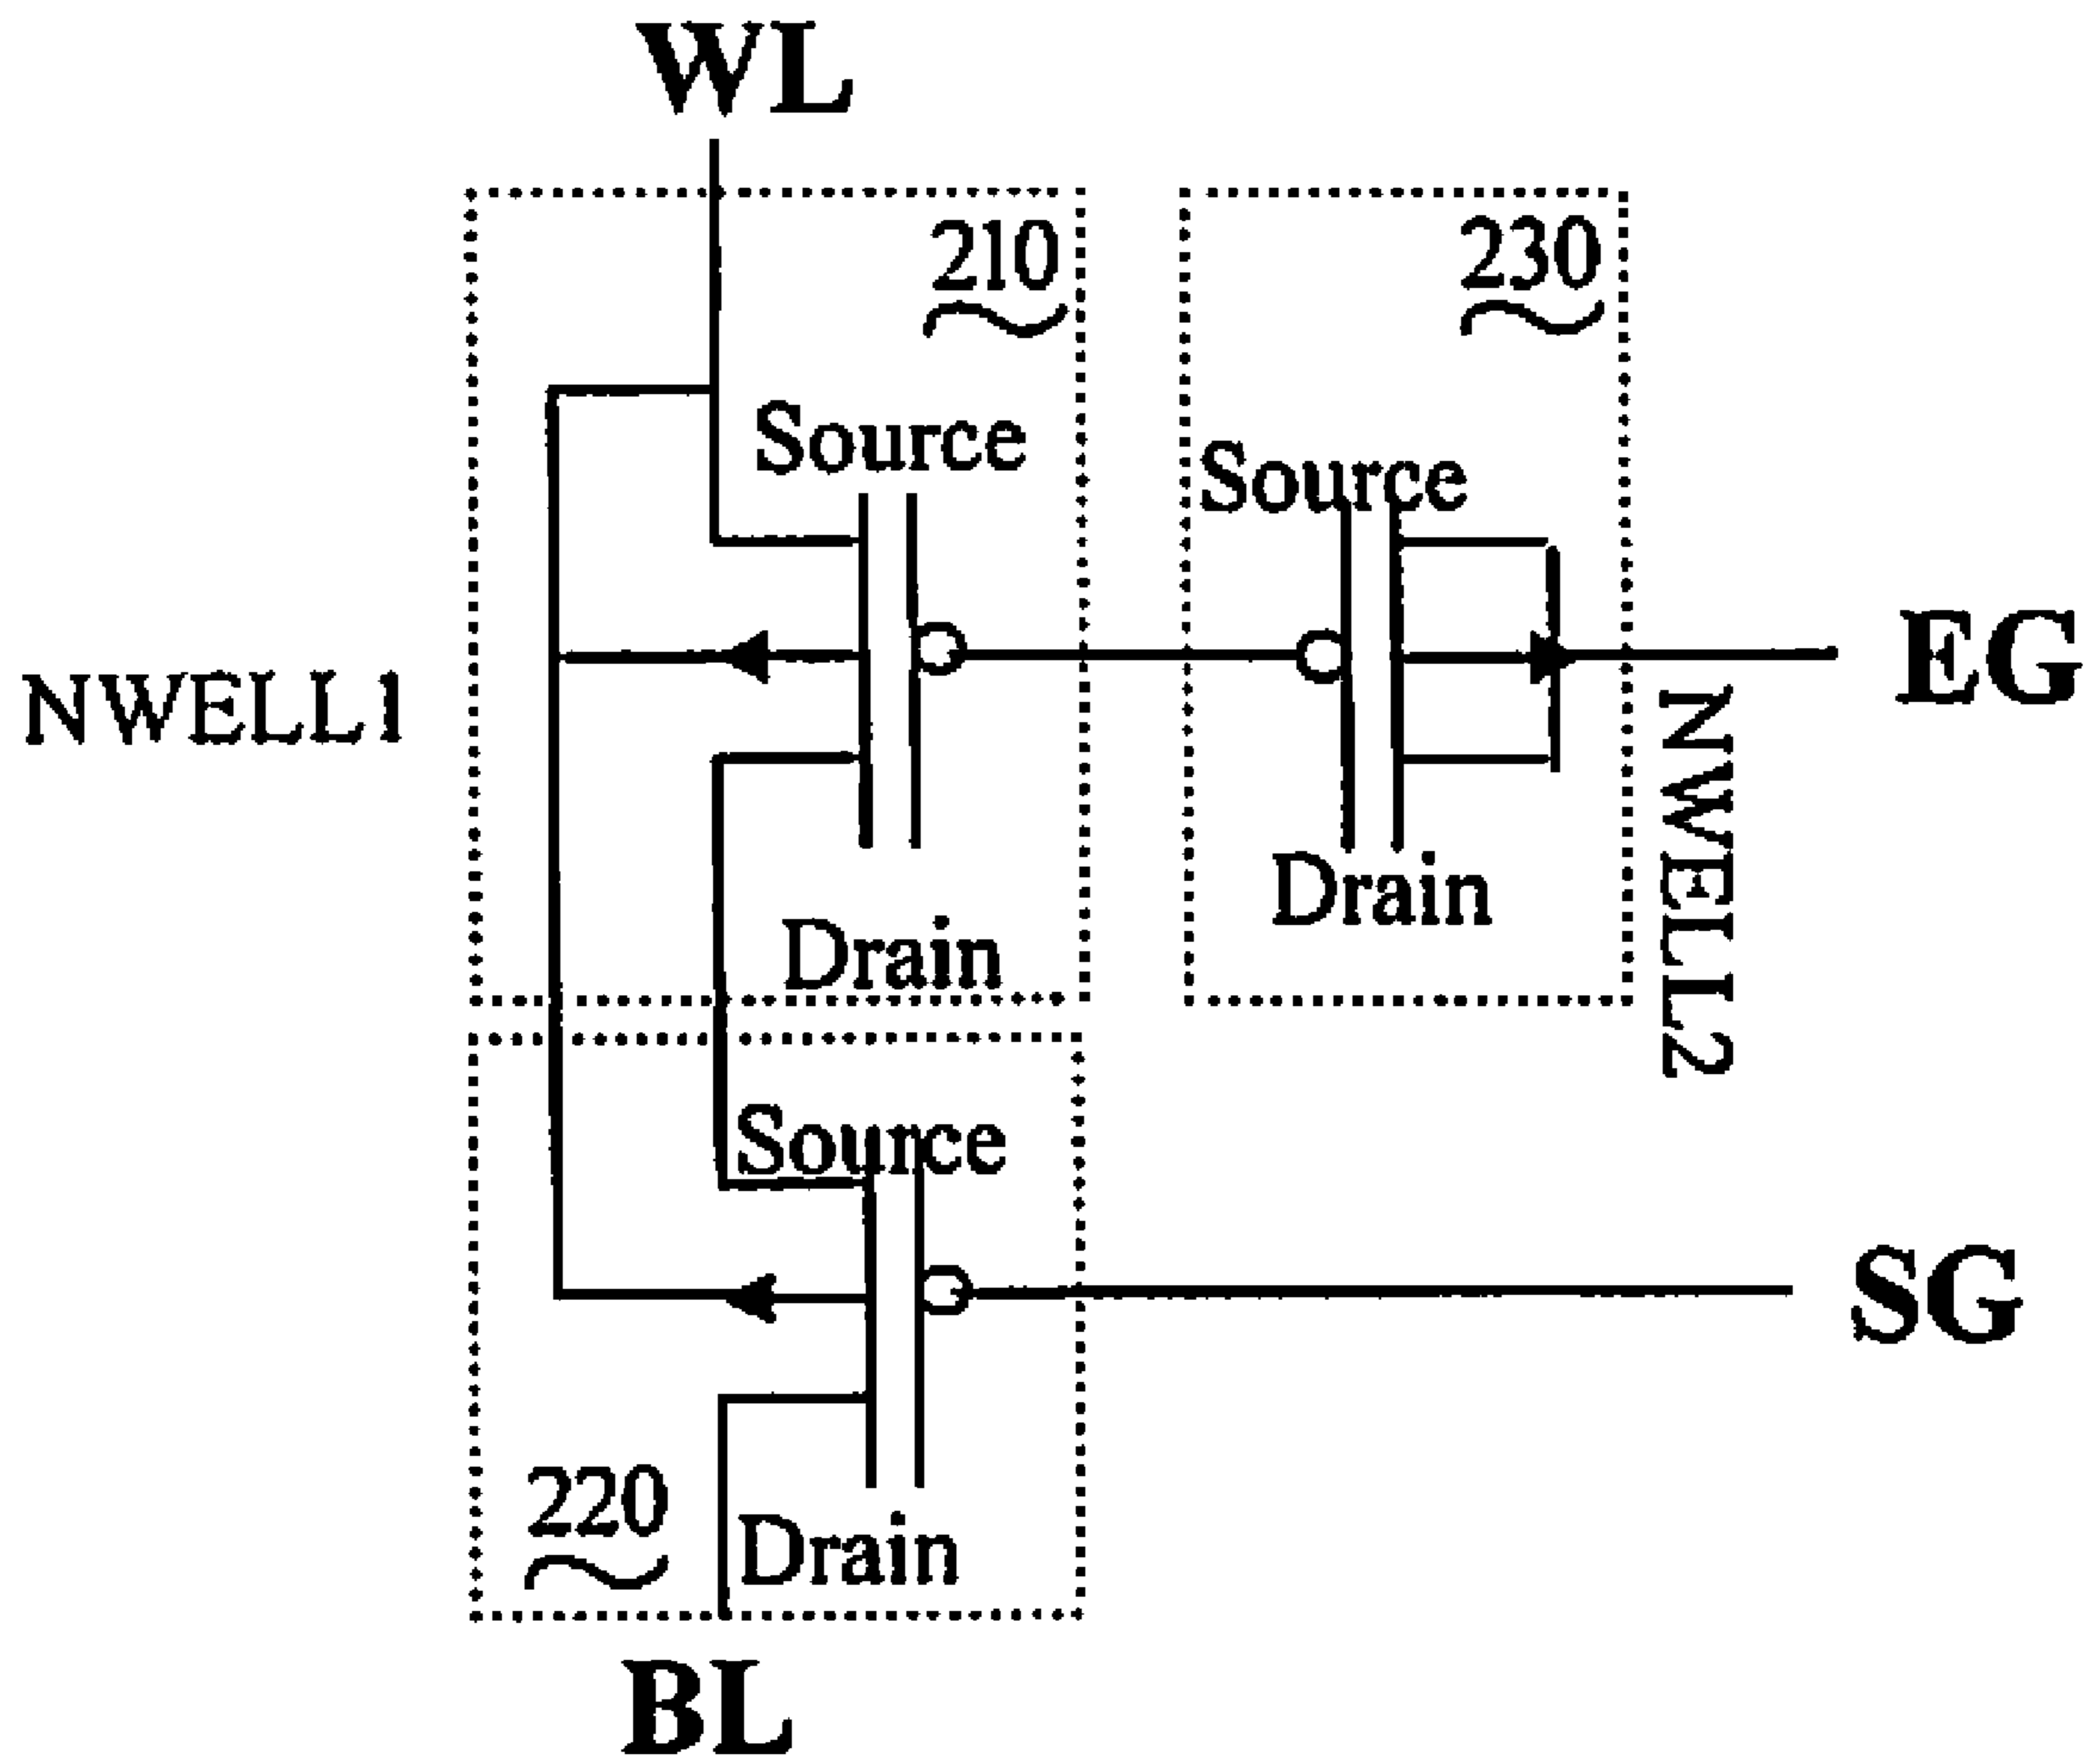 WL
210
230
Source
Source
EG
NWELL1
NWELL2
Drain
Drain
Source
SG
220
Drain
BL